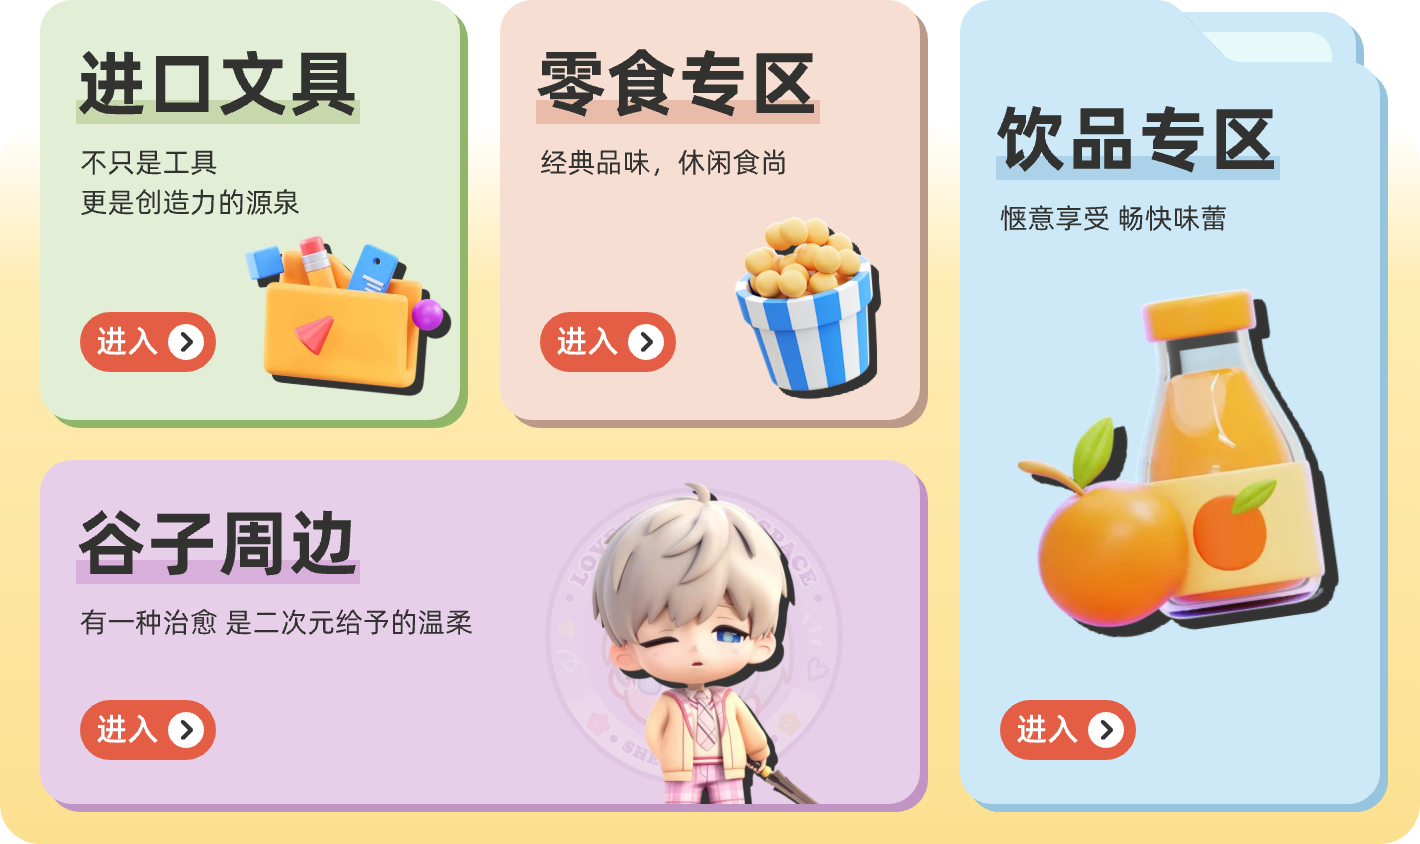 进口文具
不只是工具
更是创造力的源泉
进入
零食专区
经典品味，休闲食尚
进入
饮品专区
惬意享受 畅快味蕾
进入
谷子周边
有一种治愈 是二次元给予的温柔
进入